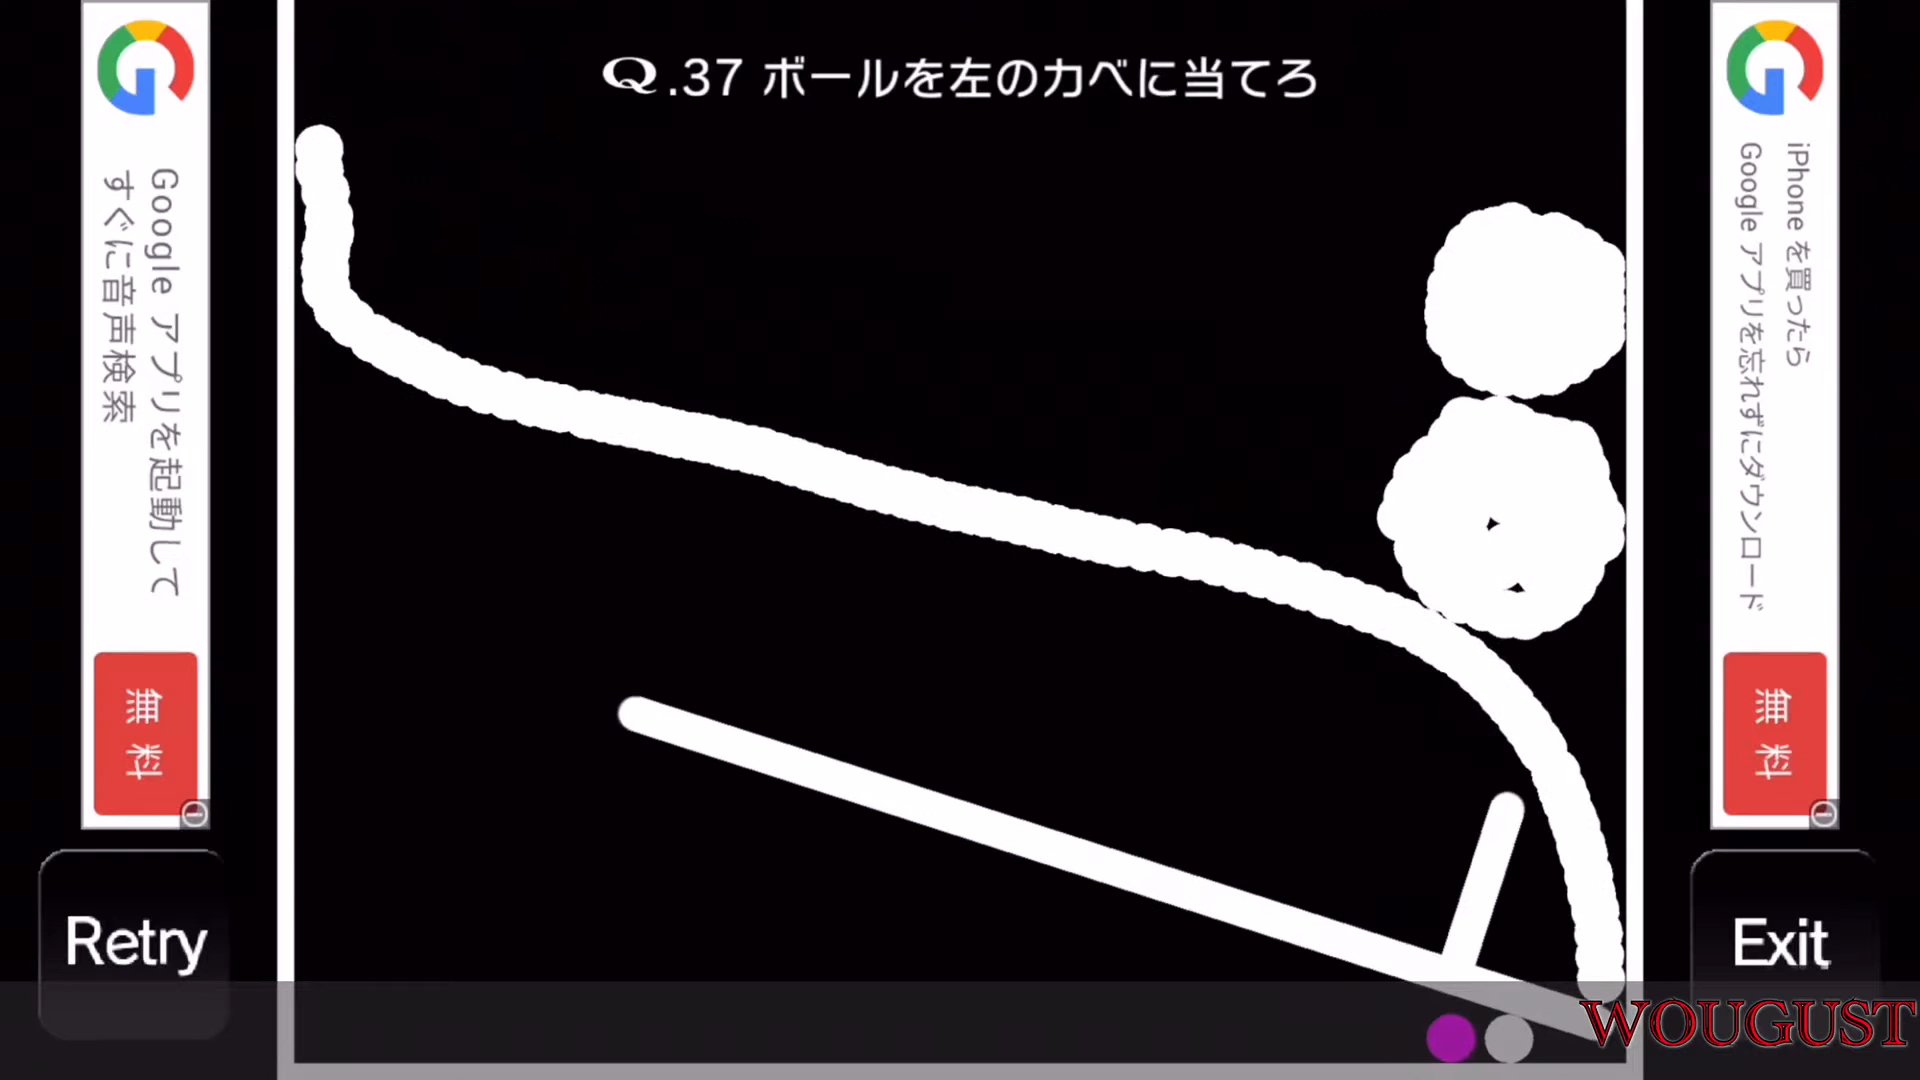 Q.37 ボールを左のカベに当てろ
Google アプリを起動して
すぐに音声検索
無料
Retry
iPhone を買ったら
Google アプリを忘れずにダウンロード
無料
Exit
WOUGUST